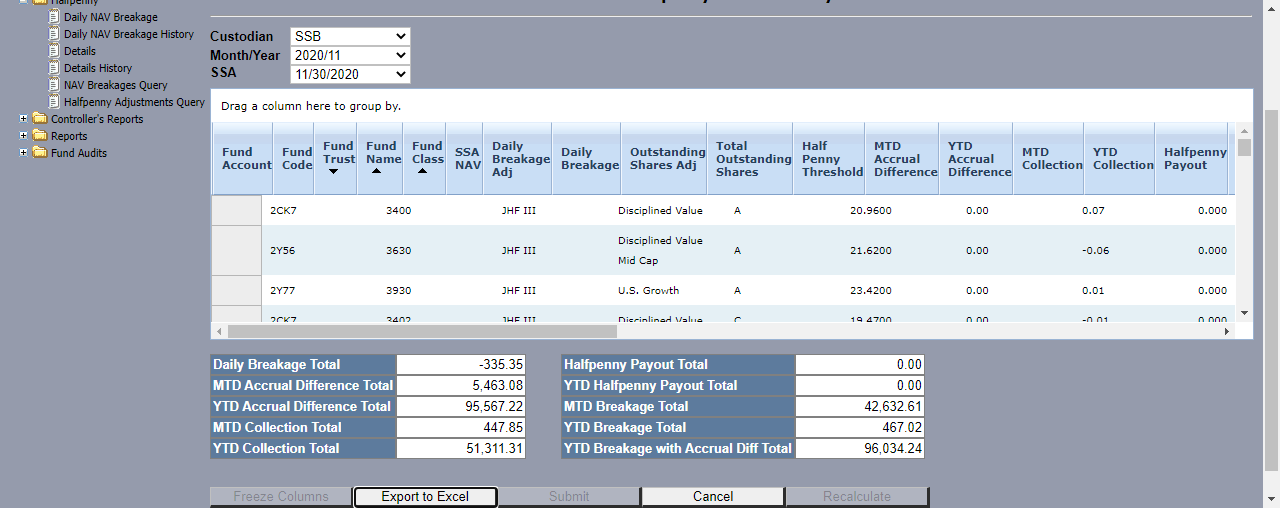 Halfpenny
Daily NAV Breakage
Daily NAV Breakage History
Details
Details History
NAV Breakages Query
Halfpenny Adjustments Query
Controller's Reports
Reports
Fund Audits
Custodian SSB
Month/Year 2020/11
SSA 11/30/2020
Drag a column here to group by.
Fund Account Fund Code Fund Trust Fund Name Fund Class SSA NAV Daily Breakage Adj Daily Breakage Outstanding Shares Adj Total Outstanding Shares Half Penny Threshold MTD Accrual Difference YTD Accrual Difference MTD Collection YTD Collection Halfpenny Payout
2CK7 3400 JHF III Disciplined Value A 20.9600 0.00 0.07 0.000
2Y56 3630 JHF III Disciplined Value Mid Cap A 21.6200 0.00 -0.06 0.000
2Y77 3930 JHF III U.S. Growth A 23.4200 0.00 0.01 0.000
2CK7 3402 JHF III Disciplined Value C 19.4700 0.00 -0.01 0.000
Daily Breakage Total -335.35
MTD Accrual Difference Total 5,463.08
YTD Accrual Difference Total 95,567.22
MTD Collection Total 447.85
YTD Collection Total 51,311.31
Halfpenny Payout Total 0.00
YTD Halfpenny Payout Total 0.00
MTD Breakage Total 42,632.61
YTD Breakage Total 467.02
YTD Breakage with Accrual Diff Total 96,034.24
Freeze Columns Export to Excel Submit Cancel Recalculate